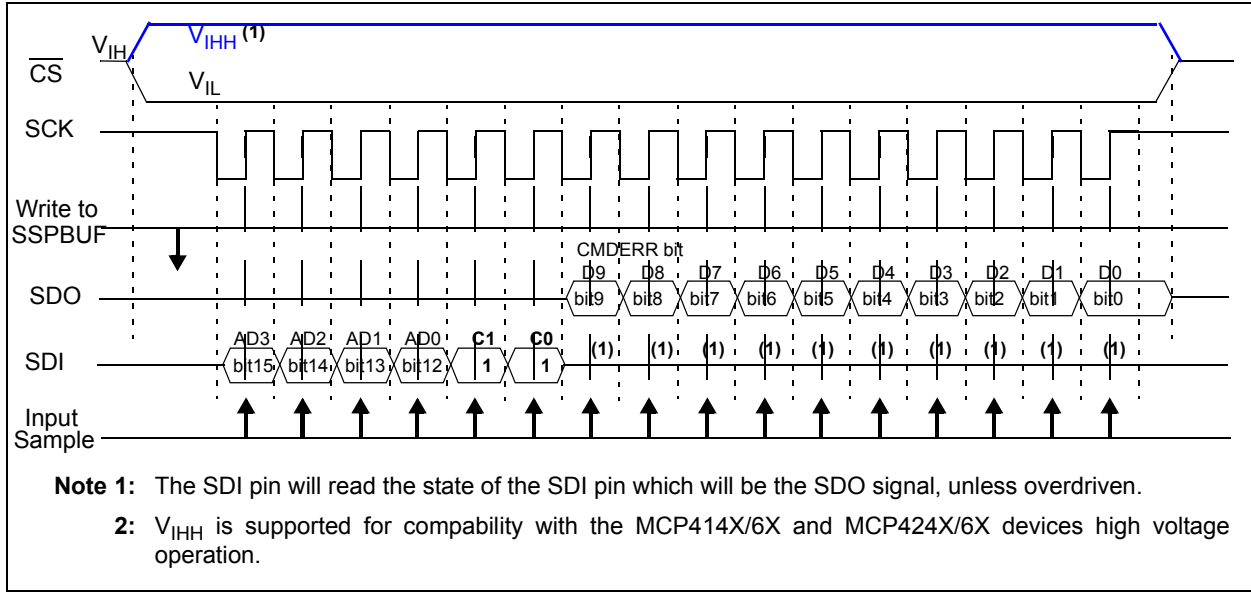 VIH VIHH (1)
CS
VIL
SCK
Write to
SSPBUF
CMDERR bit
D9 D8 D7 D6 D5 D4 D3 D2 D1 D0
SDO bit9 bit8 bit7 bit6 bit5 bit4 bit3 bit2 bit1 bit0
AD3 AD2 AD1 AD0 C1 C0 (1) (1) (1) (1) (1) (1) (1) (1) (1) (1)
SDI bit15 bit14 bit13 bit12 1 1
Input
Sample
Note 1: The SDI pin will read the state of the SDI pin which will be the SDO signal, unless overdriven.
2: VIHH is supported for compability with the MCP414X/6X and MCP424X/6X devices high voltage
operation.